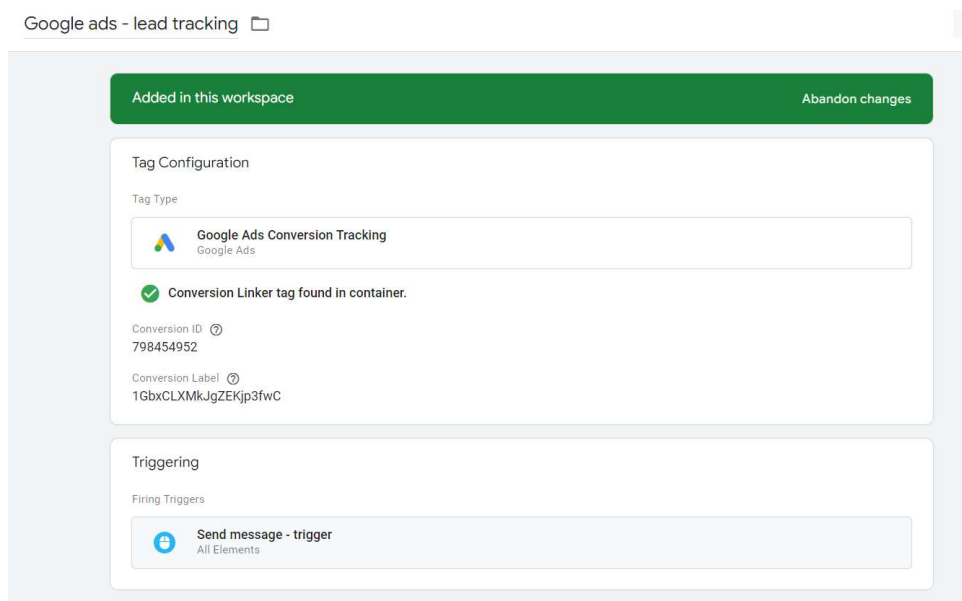 Google ads - lead tracking
Added in this workspace
Abandon changes
Tag Configuration
Tag Type
Google Ads Conversion Tracking
Google Ads
Conversion Linker tag found in container.
Conversion ID
798454952
Conversion Label
1GbxCLXMkJgZEKjp3fwC
Triggering
Firing Triggers
Send message - trigger
All Elements